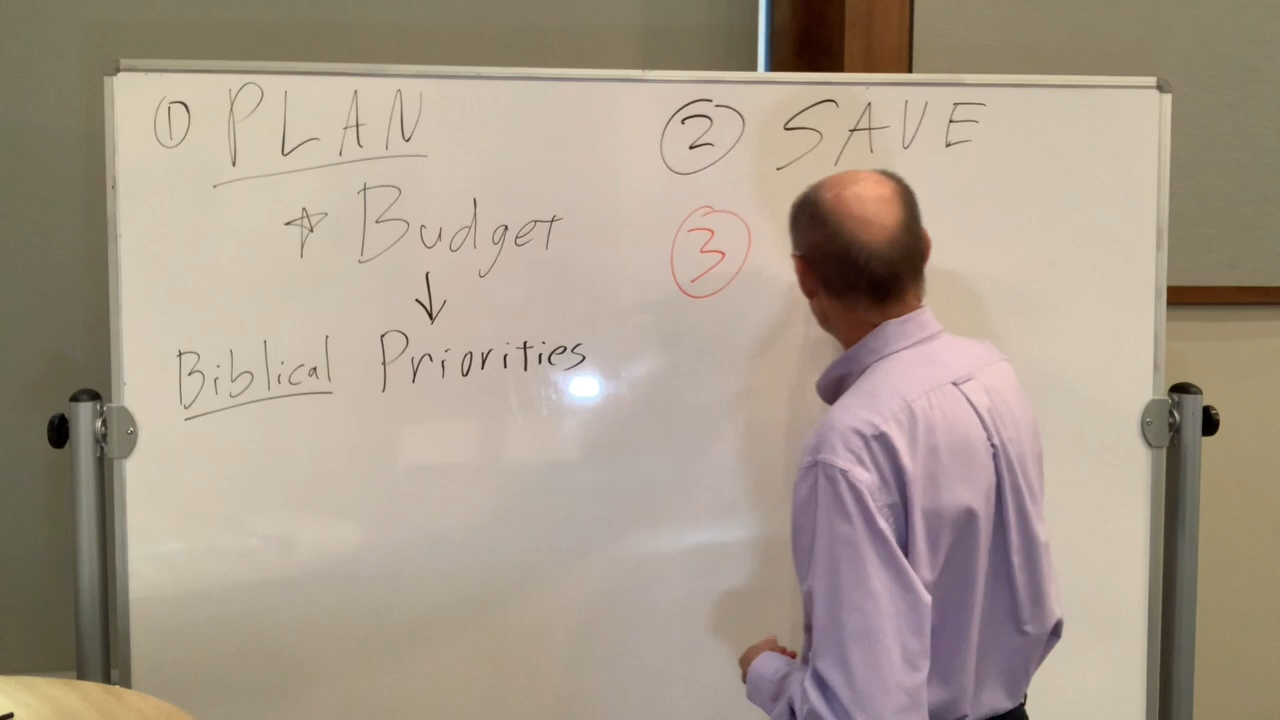 ① PLAN
* Budget
↓
Biblical Priorities
② SAVE
③